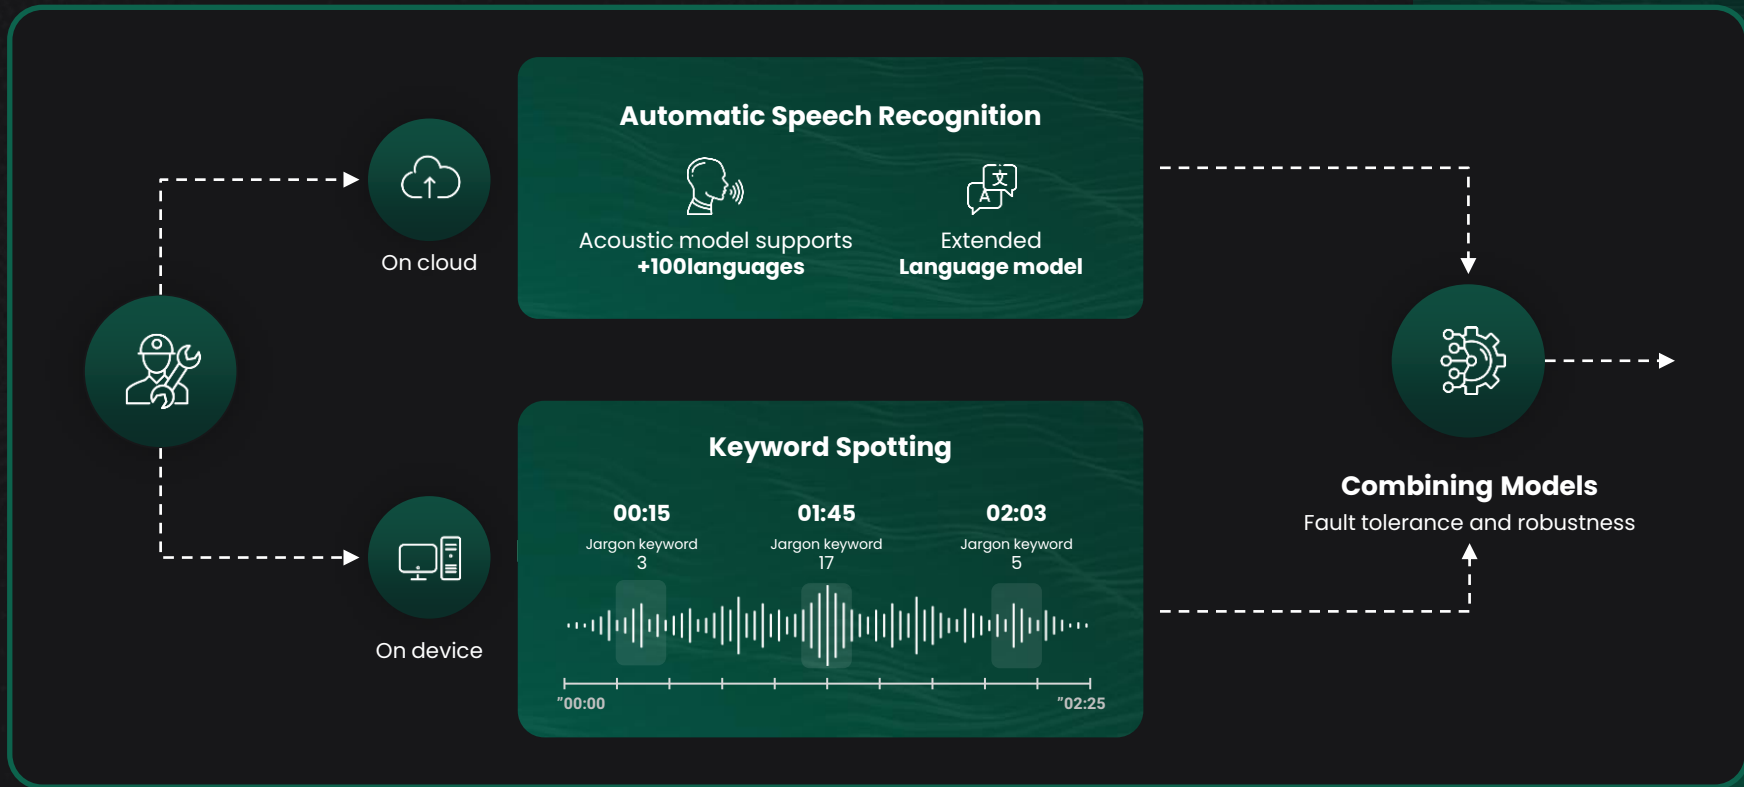 Automatic Speech Recognition
文
A
Acoustic model supports
+100languages
Extended
Language model
On cloud
Keyword Spotting
00:15
Jargon keyword
3
01:45
Jargon keyword
17
02:03
Jargon keyword
5
"00:00
"02:25
On device
Combining Models
Fault tolerance and robustness